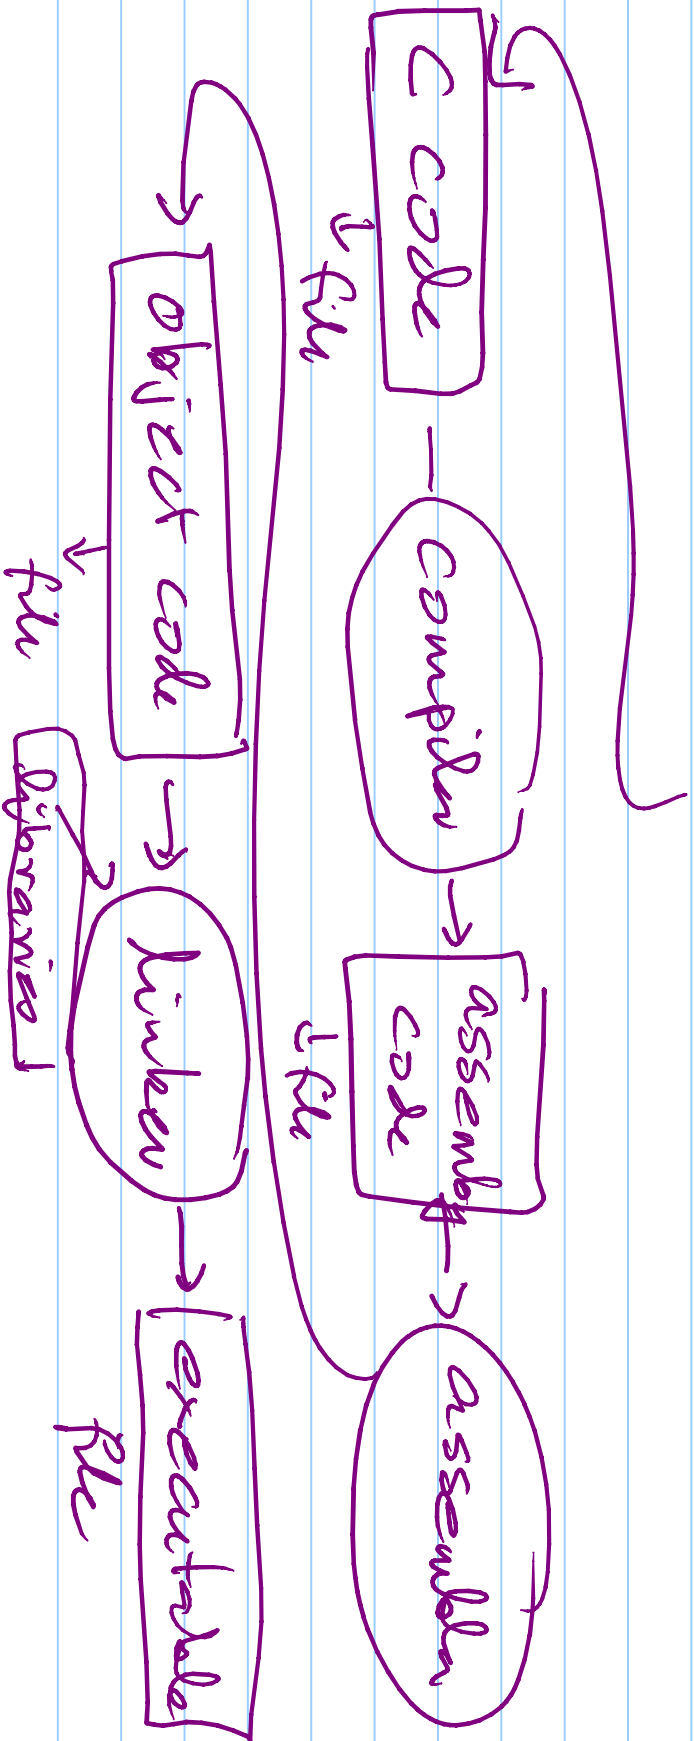 C code
file
compiler
assembly
code
file
assembler
object code
file
libraries
linker
executable
file